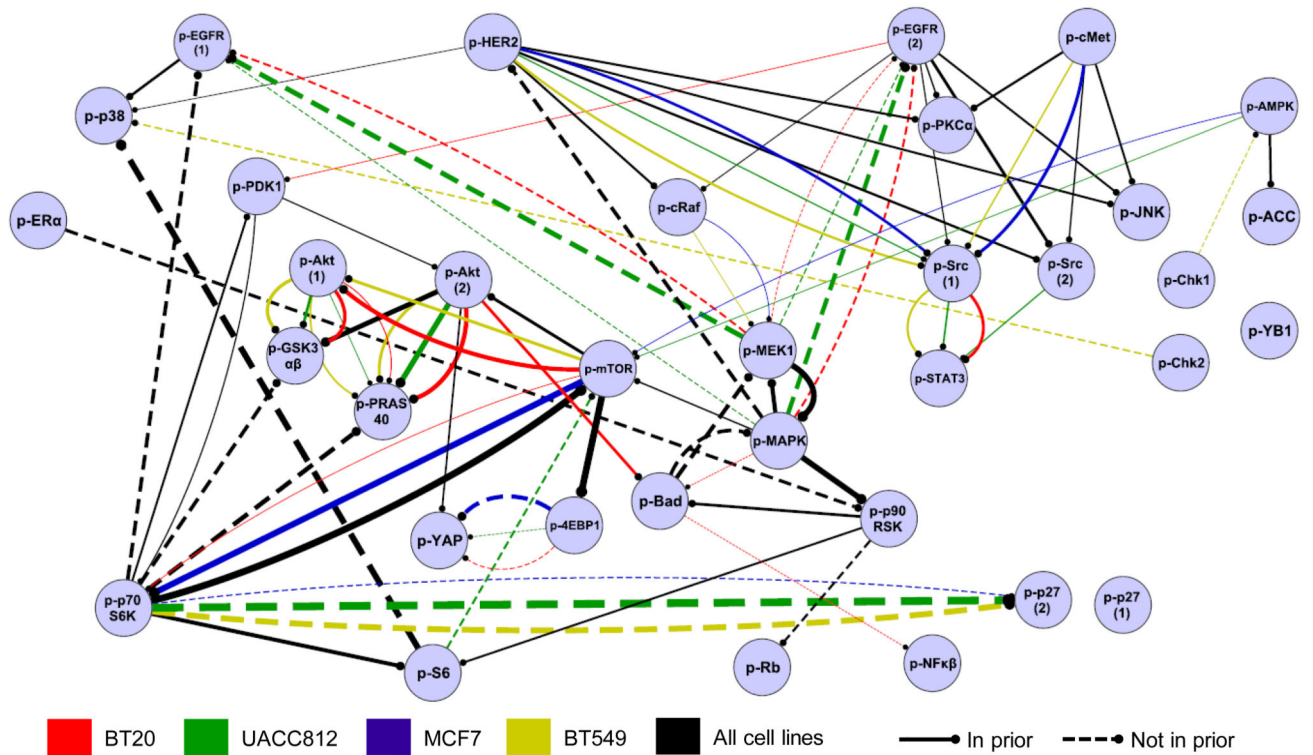 p-EGFR
(1)
p-HER2
p-EGFR
(2)
p-cMet
p-p38
p-PKCα
p-AMPK
p-PDK1
p-cRaf
p-ERα
p-JNK
p-ACC
p-Akt
(1)
p-Akt
(2)
p-Src
(1)
p-Src
(2)
p-Chk1
p-YB1
p-GSK3
αβ
p-mTOR
p-MEK1
p-STAT3
p-Chk2
p-PRAS
40
p-MAPK
p-Bad
p-YAP
p-4EBP1
p-p90
RSK
p-p70
S6K
p-p27
(2)
p-p27
(1)
p-S6
p-Rb
p-NFκβ
BT20
UACC812
MCF7
BT549
All cell lines
In prior
Not in prior